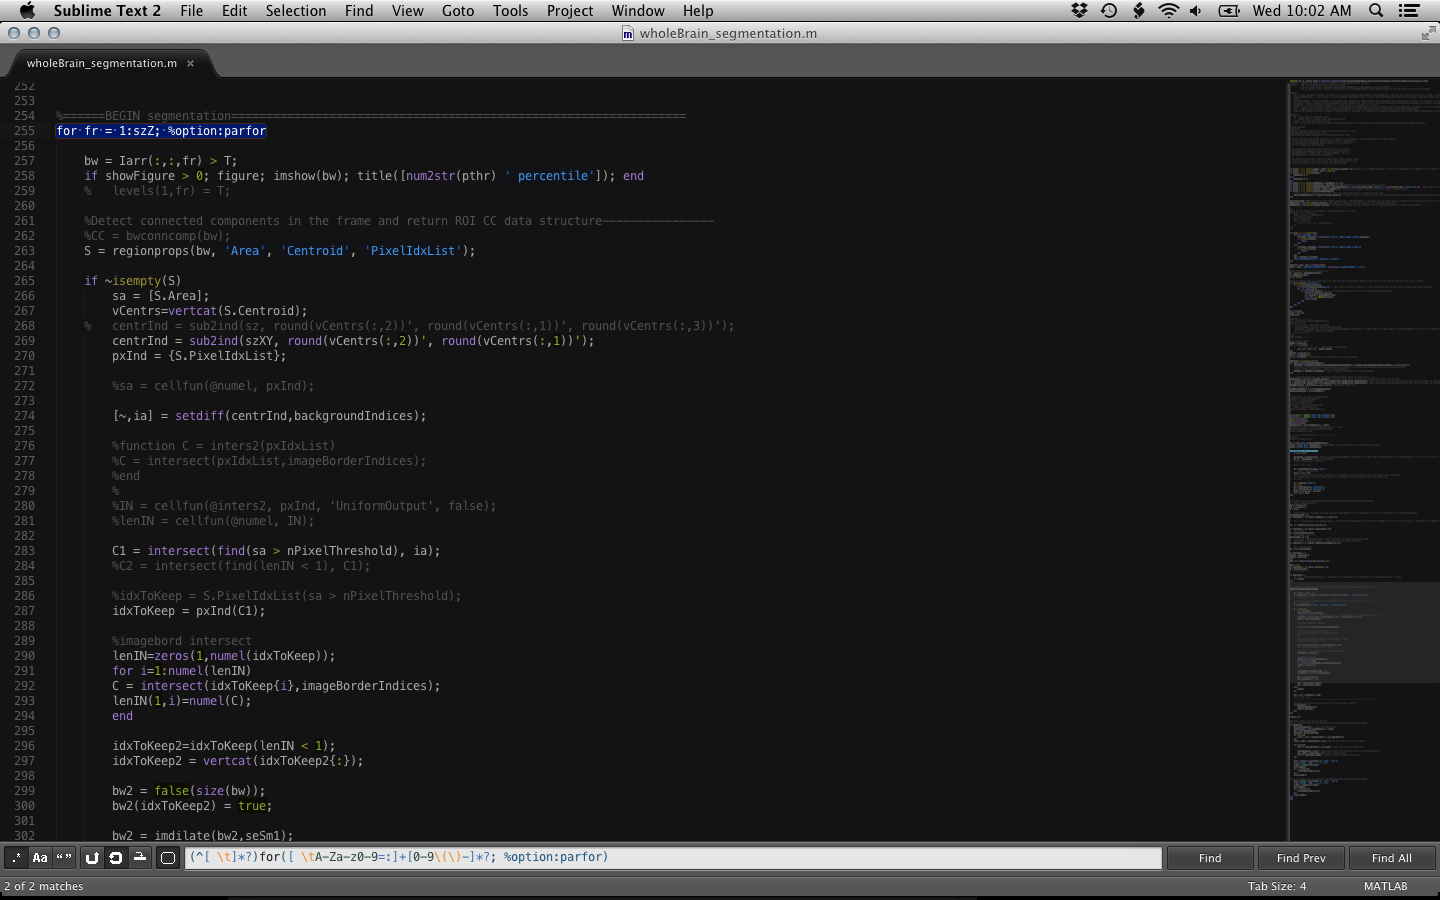 Sublime Text 2 File Edit Selection Find View Goto Tools Project Window Help Wed 10:02 AM
wholeBrain_segmentation.m
wholeBrain_segmentation.m ×
252
253
254 %======BEGIN segmentation=================================================================
255 for fr = 1:szZ; %option:parfor
256
257 bw = Iarr(:,:,fr) > T;
258 if showFigure > 0; figure; imshow(bw); title([num2str(pthr) ' percentile']); end
259 % levels(1,fr) = T;
260
261 %Detect connected components in the frame and return ROI CC data structure----------------
262 %CC = bwconncomp(bw);
263 S = regionprops(bw, 'Area', 'Centroid', 'PixelIdxList');
264
265 if ~isempty(S)
266 sa = [S.Area];
267 vCentrs=vertcat(S.Centroid);
268 % centrInd = sub2ind(sz, round(vCentrs(:,2))', round(vCentrs(:,1))', round(vCentrs(:,3))');
269 centrInd = sub2ind(szXY, round(vCentrs(:,2))', round(vCentrs(:,1))');
270 pxInd = {S.PixelIdxList};
271
272 %sa = cellfun(@numel, pxInd);
273
274 [~,ia] = setdiff(centrInd,backgroundIndices);
275
276 %function C = inters2(pxIdxList)
277 %C = intersect(pxIdxList,imageBorderIndices);
278 %end
279 %
280 %IN = cellfun(@inters2, pxInd, 'UniformOutput', false);
281 %lenIN = cellfun(@numel, IN);
282
283 C1 = intersect(find(sa > nPixelThreshold), ia);
284 %C2 = intersect(find(lenIN < 1), C1);
285
286 %idxToKeep = S.PixelIdxList(sa > nPixelThreshold);
287 idxToKeep = pxInd(C1);
288
289 %imagebord intersect
290 lenIN=zeros(1,numel(idxToKeep));
291 for i=1:numel(lenIN)
292 C = intersect(idxToKeep{i},imageBorderIndices);
293 lenIN(1,i)=numel(C);
294 end
295
296 idxToKeep2=idxToKeep(lenIN < 1);
297 idxToKeep2 = vertcat(idxToKeep2{:});
298
299 bw2 = false(size(bw));
300 bw2(idxToKeep2) = true;
301
302 bw2 = imdilate(bw2,seSm1);
.* Aa “” (^[ \t]*?)for([ \tA-Za-z0-9=:]+[0-9\(\)-]*?; %option:parfor) Find Find Prev Find All
2 of 2 matches Tab Size: 4 MATLAB